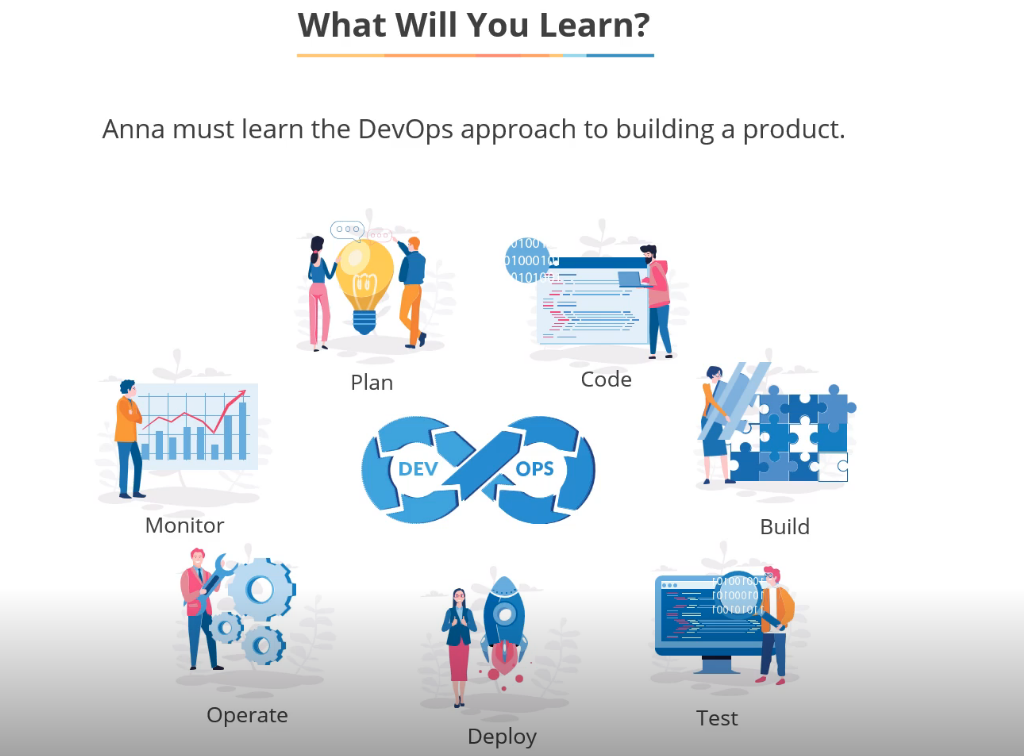 What Will You Learn?
Anna must learn the DevOps approach to building a product.
Plan
Code
Monitor
DEV OPS
Build
Operate
Deploy
Test